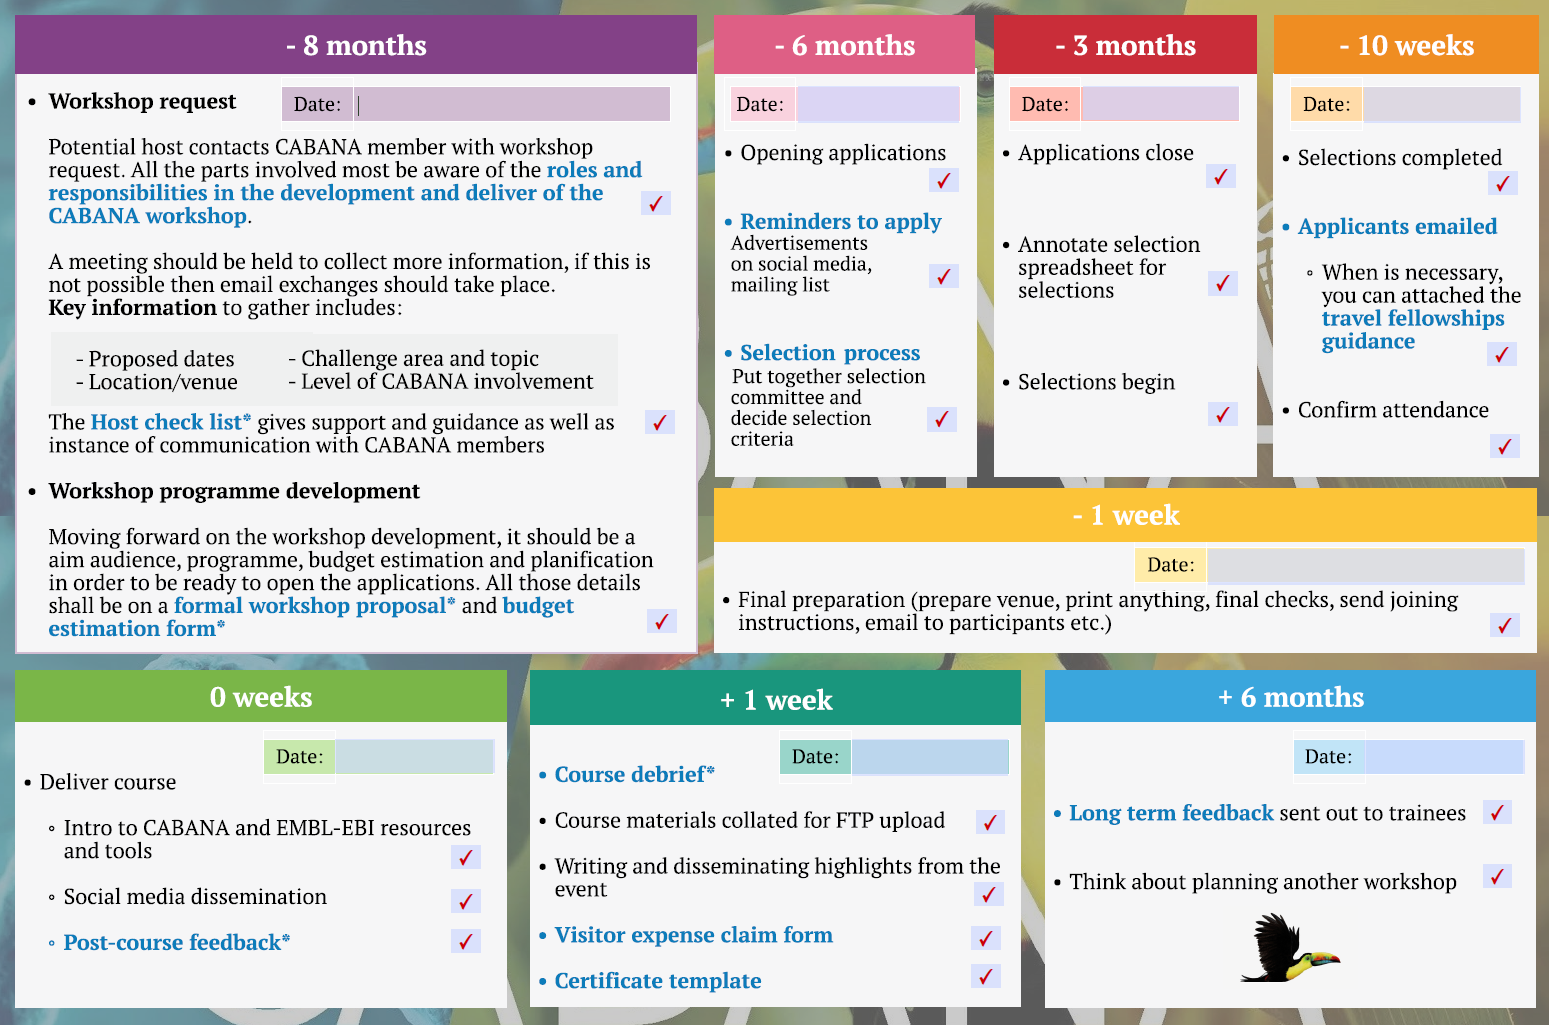 - 8 months
• Workshop request
Date:
Potential host contacts CABANA member with workshop
request. All the parts involved most be aware of the roles and
responsibilities in the development and deliver of the
CABANA workshop.
✓
A meeting should be held to collect more information, if this is
not possible then email exchanges should take place.
Key information to gather includes:
- Proposed dates
- Location/venue
- Challenge area and topic
- Level of CABANA involvement
The Host check list* gives support and guidance as well as
instance of communication with CABANA members
✓
• Workshop programme development
Moving forward on the workshop development, it should be a
aim audience, programme, budget estimation and planification
in order to be ready to open the applications. All those details
shall be on a formal workshop proposal* and budget
estimation form*
✓
- 6 months
Date:
• Opening applications
✓
• Reminders to apply
Advertisements
on social media,
mailing list
✓
• Selection process
Put together selection
committee and
decide selection
criteria
✓
- 3 months
Date:
• Applications close
✓
• Annotate selection
spreadsheet for
selections
✓
• Selections begin
✓
- 10 weeks
Date:
• Selections completed
✓
• Applicants emailed
◦ When is necessary,
you can attached the
travel fellowships
guidance
✓
• Confirm attendance
✓
- 1 week
Date:
• Final preparation (prepare venue, print anything, final checks, send joining
instructions, email to participants etc.)
✓
0 weeks
Date:
• Deliver course
◦ Intro to CABANA and EMBL-EBI resources
and tools
✓
◦ Social media dissemination
✓
◦ Post-course feedback*
✓
+ 1 week
Date:
• Course debrief*
• Course materials collated for FTP upload
✓
• Writing and disseminating highlights from the
event
✓
• Visitor expense claim form
✓
• Certificate template
✓
+ 6 months
Date:
• Long term feedback sent out to trainees
✓
• Think about planning another workshop
✓